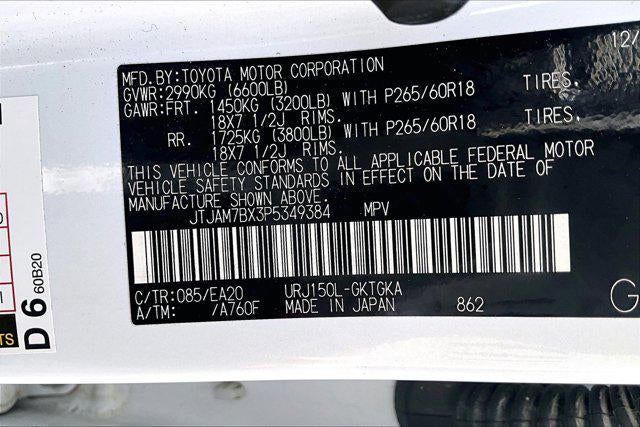 12/
MFD.BY:TOYOTA MOTOR CORPORATION
GVWR:2990KG (6600LB)
GAWR:FRT. 1450KG (3200LB) WITH P265/60R18 TIRES,
18X7 1/2J RIMS.
RR. 1725KG (3800LB) WITH P265/60R18 TIRES,
18X7 1/2J RIMS.
THIS VEHICLE CONFORMS TO ALL APPLICABLE FEDERAL MOTOR
VEHICLE SAFETY STANDARDS IN EFFECT ON THE DATE OF
MANUFACTURE SHOWN ABOVE.
JTJAM7BX3P5349384 MPV
C/TR:085/EA20 URJ150L-GKTGKA
A/TM: /A760F MADE IN JAPAN 862
G
D 6
60B20
TS